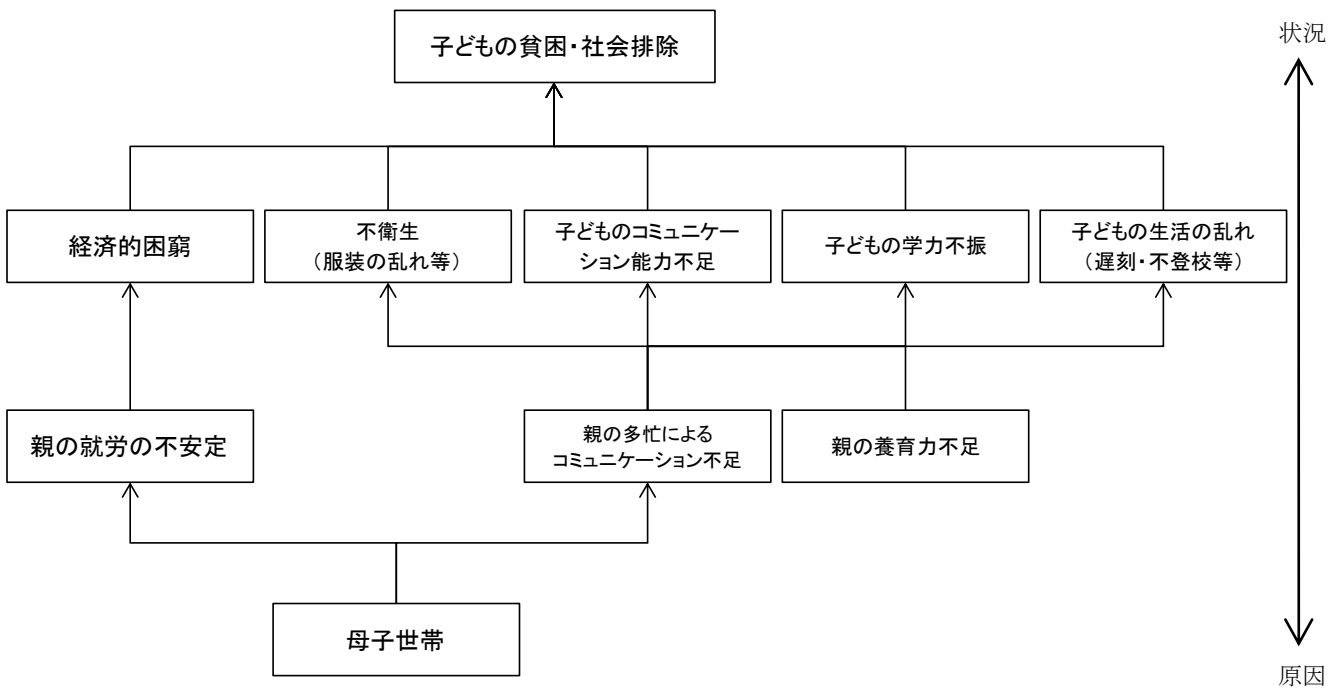 子どもの貧困・社会排除
状況
経済的困窮
不衛生
（服装の乱れ等）
子どものコミュニケー
ション能力不足
子どもの学力不振
子どもの生活の乱れ
（遅刻・不登校等）
親の就労の不安定
親の多忙による
コミュニケーション不足
親の養育力不足
母子世帯
原因